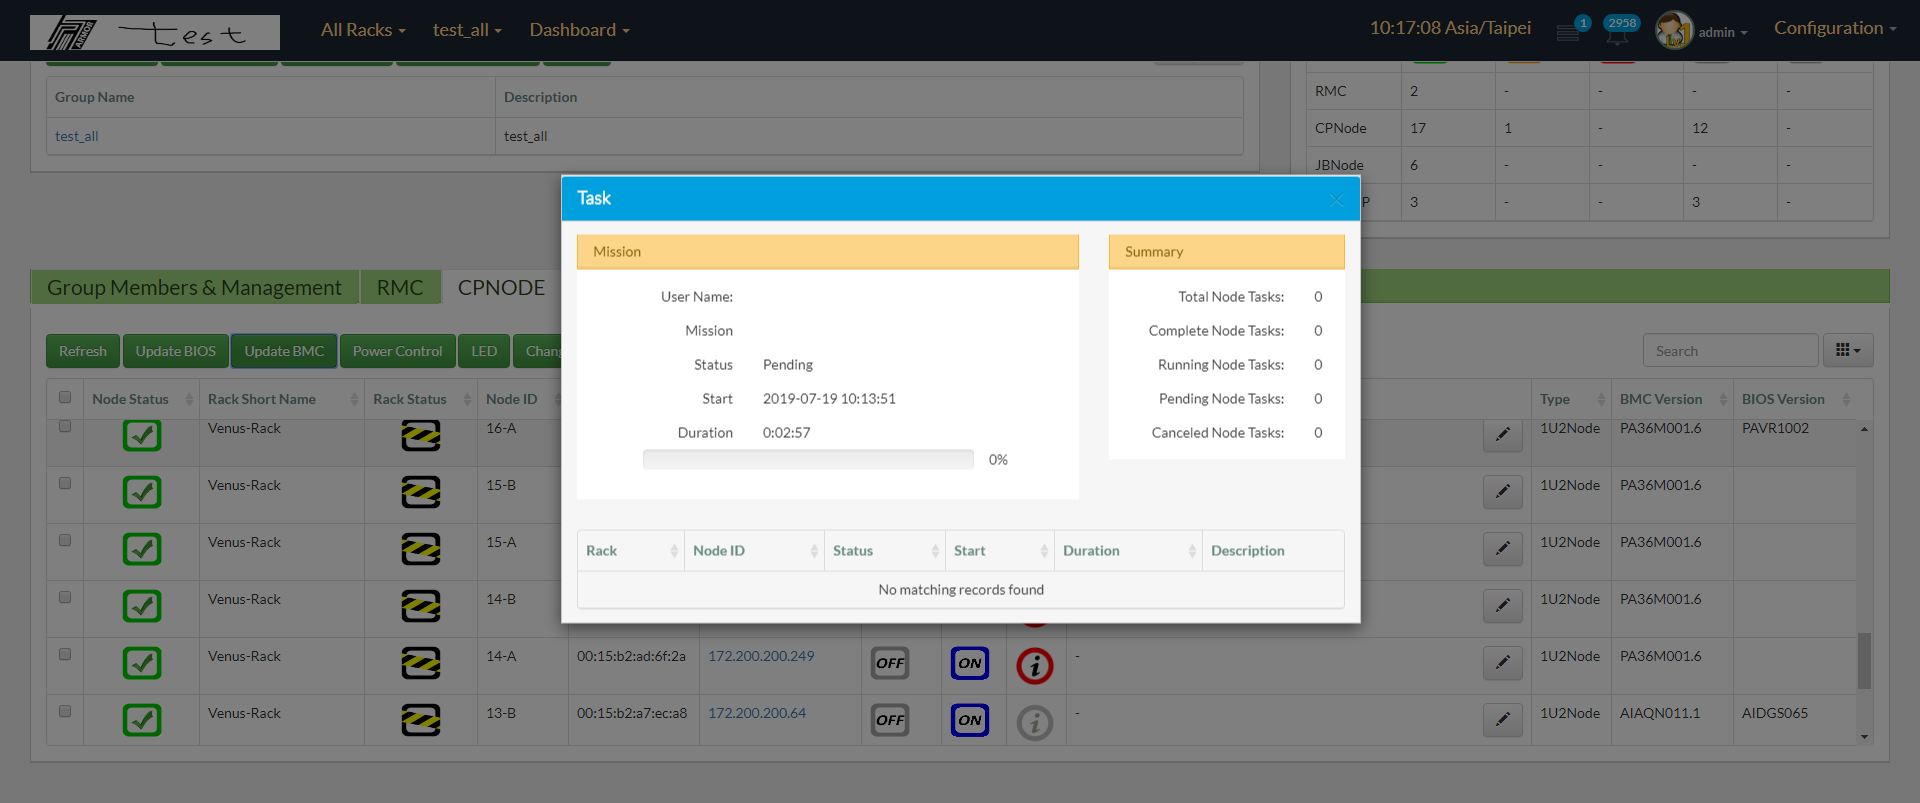 ARMOR test All Racks test_all Dashboard 10:17:08 Asia/Taipei 1 2958 admin Configuration
Group Name Description
test_all test_all
RMC 2 - - - -
CPNode 17 1 - 12 -
JBNode 6 - - - -
P 3 - - 3 -
Task
Mission
User Name:
Mission
Status Pending
Start 2019-07-19 10:13:51
Duration 0:02:57
0%
Summary
Total Node Tasks: 0
Complete Node Tasks: 0
Running Node Tasks: 0
Pending Node Tasks: 0
Canceled Node Tasks: 0
Rack Node ID Status Start Duration Description
No matching records found
Group Members & Management RMC CPNODE
Refresh Update BIOS Update BMC Power Control LED Chang Search
Node Status Rack Short Name Rack Status Node ID Type BMC Version BIOS Version
Venus-Rack 16-A 1U2Node PA36M001.6 PAVR1002
Venus-Rack 15-B 1U2Node PA36M001.6
Venus-Rack 15-A 1U2Node PA36M001.6
Venus-Rack 14-B 1U2Node PA36M001.6
Venus-Rack 14-A 00:15:b2:ad:6f:2a 172.200.200.249 OFF ON i - 1U2Node PA36M001.6
Venus-Rack 13-B 00:15:b2:a7:ec:a8 172.200.200.64 OFF ON i - 1U2Node AIAQN011.1 AIDGS065